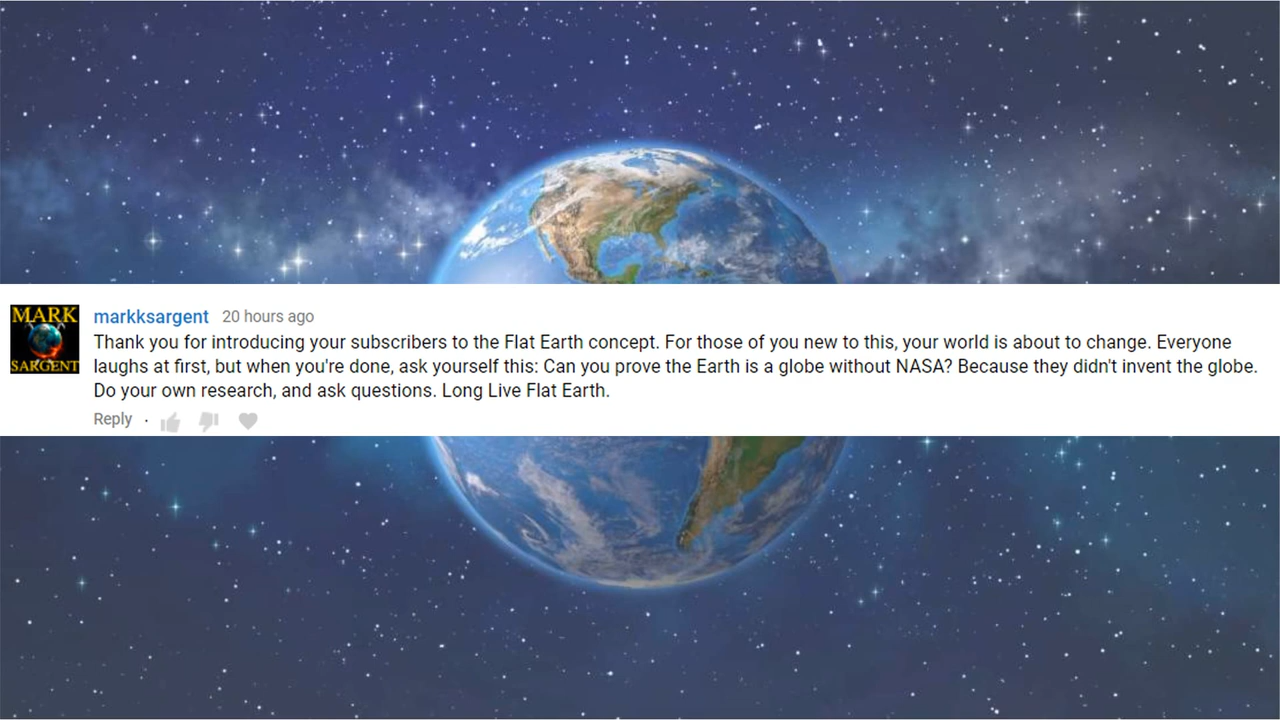 MARK
SARGENT
markksargent 20 hours ago
Thank you for introducing your subscribers to the Flat Earth concept. For those of you new to this, your world is about to change. Everyone
laughs at first, but when you're done, ask yourself this: Can you prove the Earth is a globe without NASA? Because they didn't invent the globe.
Do your own research, and ask questions. Long Live Flat Earth.
Reply ·